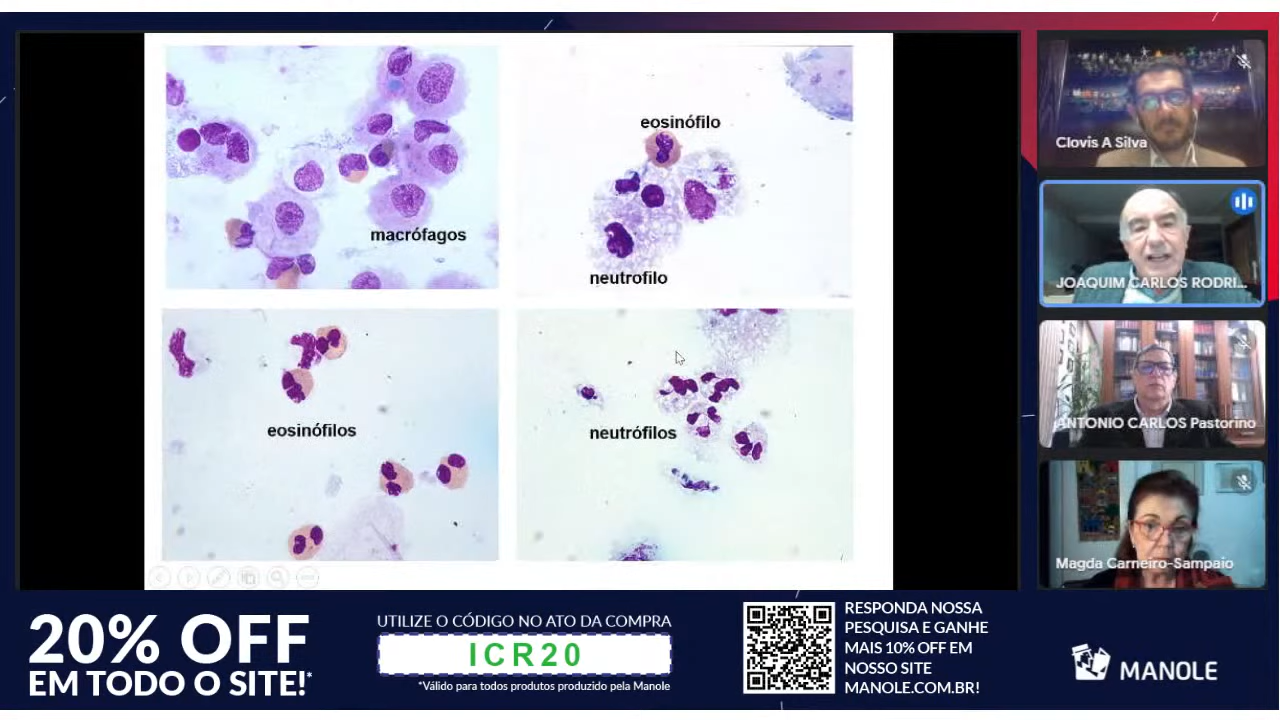 macrófagos
eosinófilo
neutrofilo
eosinófilos
neutrófilos
Clovis A Silva
JOAQUIM CARLOS RODRI...
ANTONIO CARLOS Pastorino
Magda Carneiro-Sampaio
20% OFF
EM TODO O SITE!*
UTILIZE O CÓDIGO NO ATO DA COMPRA
ICR20
*Válido para todos produtos produzido pela Manole
RESPONDA NOSSA
PESQUISA E GANHE
MAIS 10% OFF EM
NOSSO SITE
MANOLE.COM.BR!
MANOLE